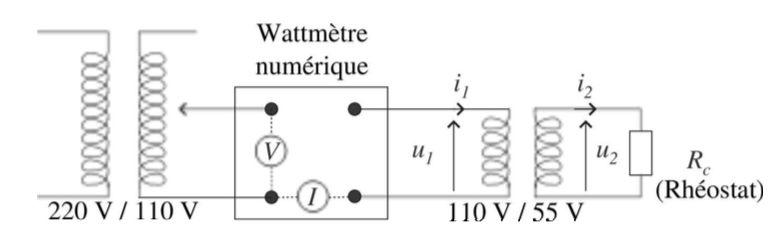 Wattmètre
numérique
i1
i2
V
u1
u2
Rc
(Rhéostat)
I
220 V / 110 V
110 V / 55 V